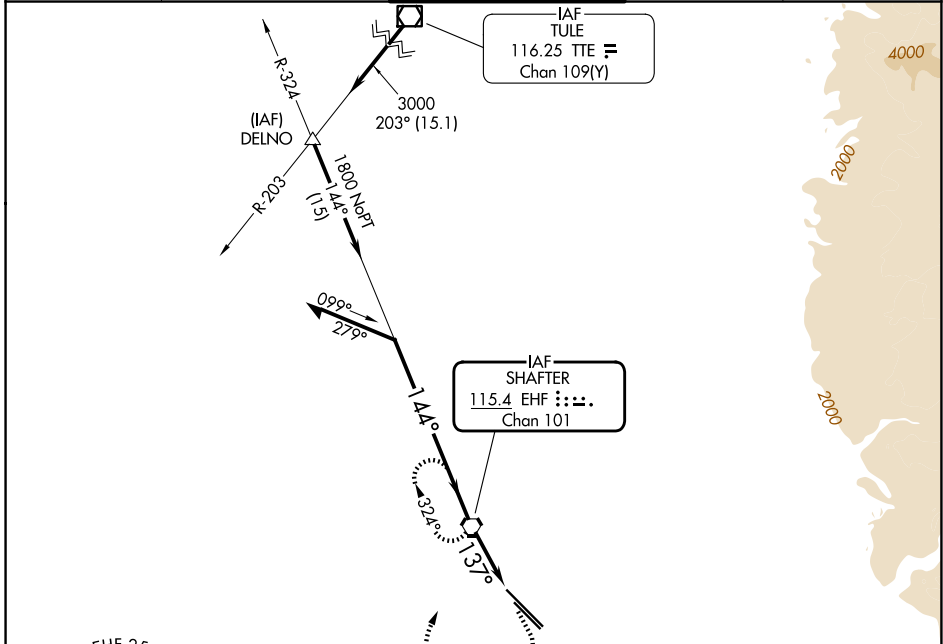 IAF
TULE
116.25 TTE
Chan 109(Y)
4000
R-324
3000
203° (15.1)
(IAF)
DELNO
2000
1800 NoPT
144°
(15)
R-203
099°
279°
IAF
SHAFTER
115.4 EHF
Chan 101
144°
2000
324°
137°